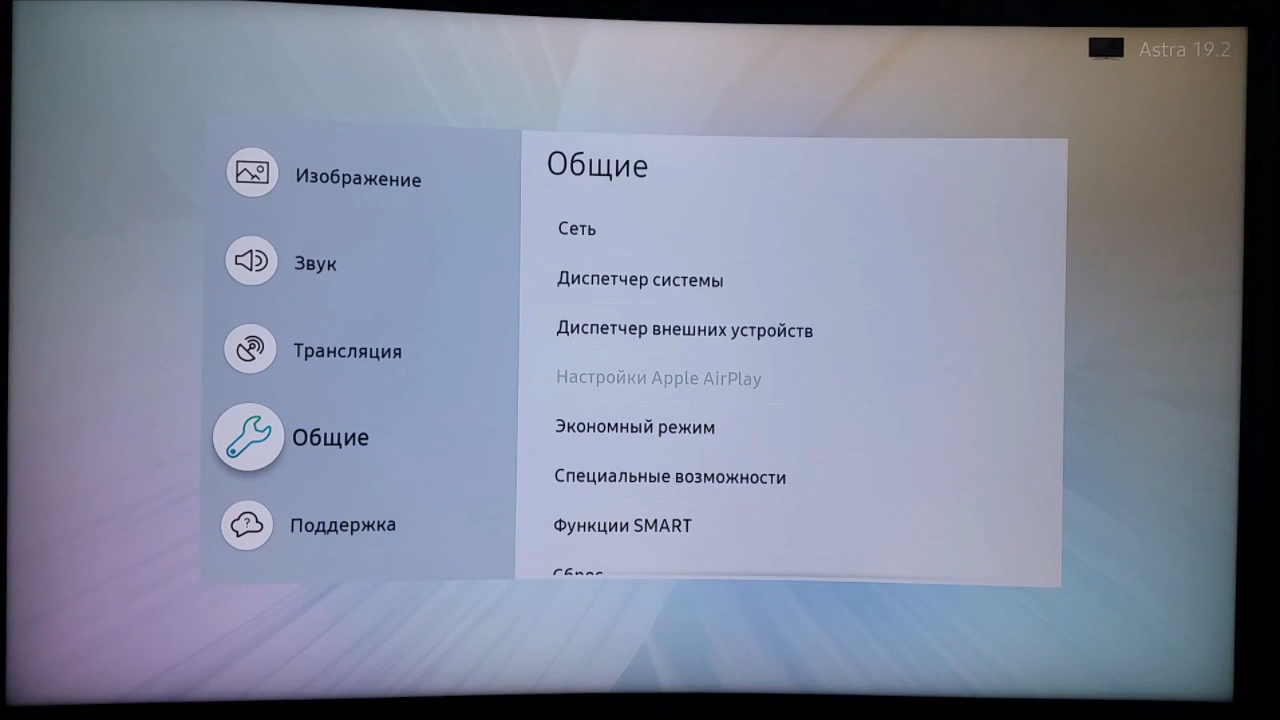 Astra 19.2
Изображение
Звук
Трансляция
Общие
Поддержка
Общие
Сеть
Диспетчер системы
Диспетчер внешних устройств
Настройки Apple AirPlay
Экономный режим
Специальные возможности
Функции SMART
Сброс